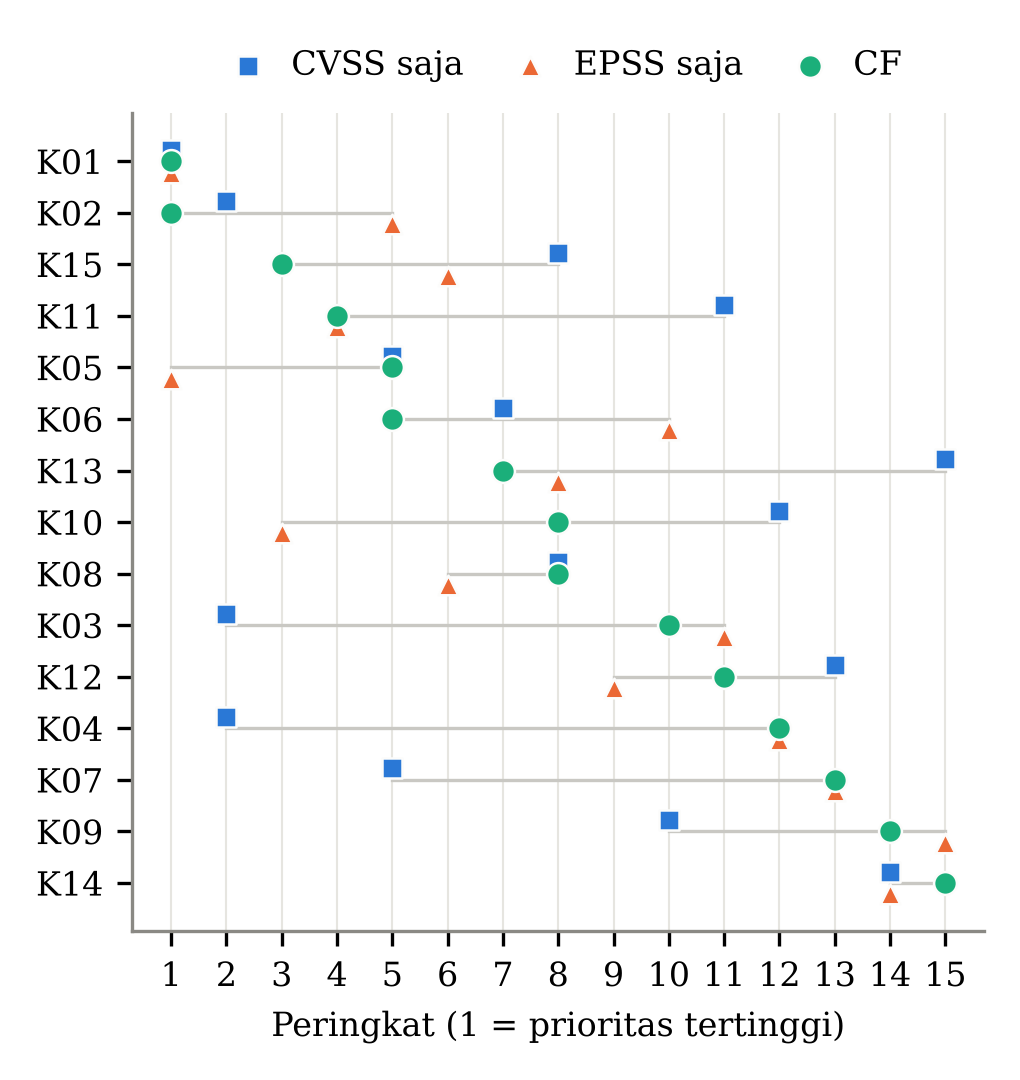 CVSS saja EPSS saja CF
K01
K02
K15
K11
K05
K06
K13
K10
K08
K03
K12
K04
K07
K09
K14
1 2 3 4 5 6 7 8 9 10 11 12 13 14 15
Peringkat (1 = prioritas tertinggi)